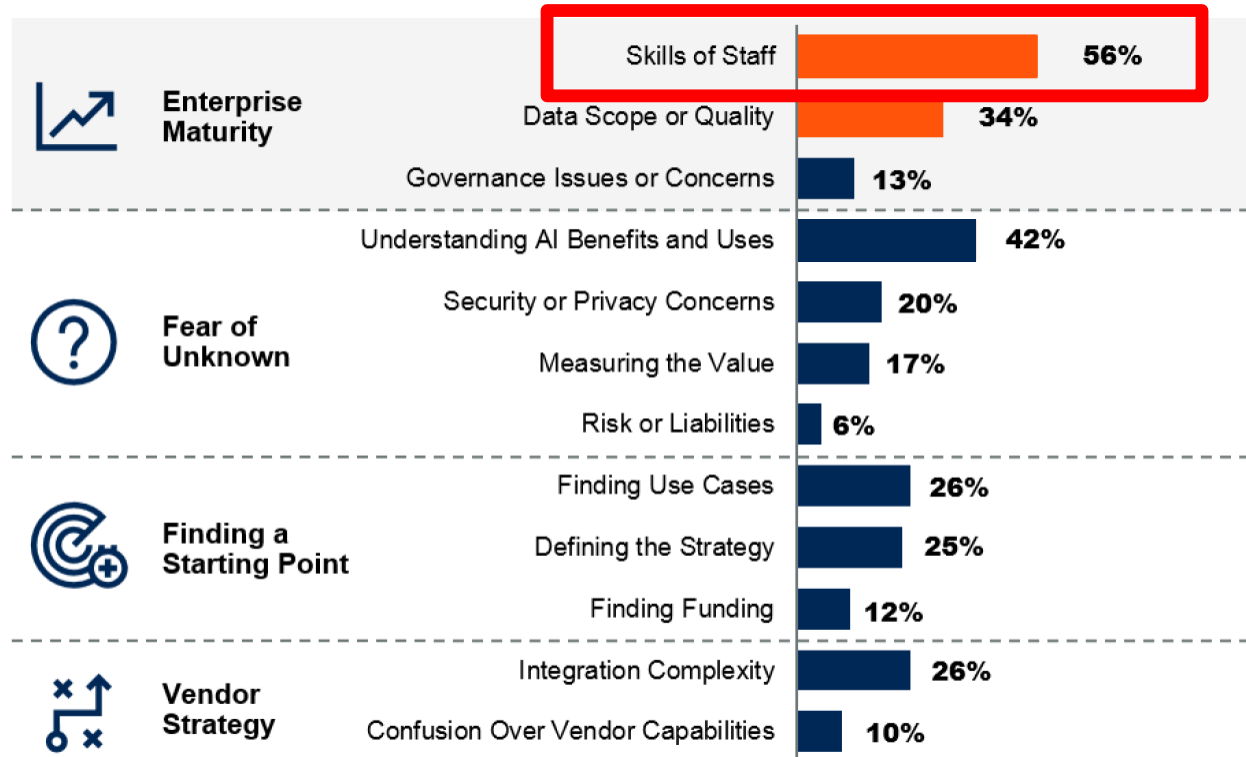 Skills of Staff 56%
Enterprise
Maturity
Data Scope or Quality 34%
Governance Issues or Concerns 13%
Understanding AI Benefits and Uses 42%
Security or Privacy Concerns 20%
Fear of
Unknown
Measuring the Value 17%
Risk or Liabilities 6%
Finding Use Cases 26%
Finding a
Starting Point
Defining the Strategy 25%
Finding Funding 12%
Integration Complexity 26%
Vendor
Strategy
Confusion Over Vendor Capabilities 10%